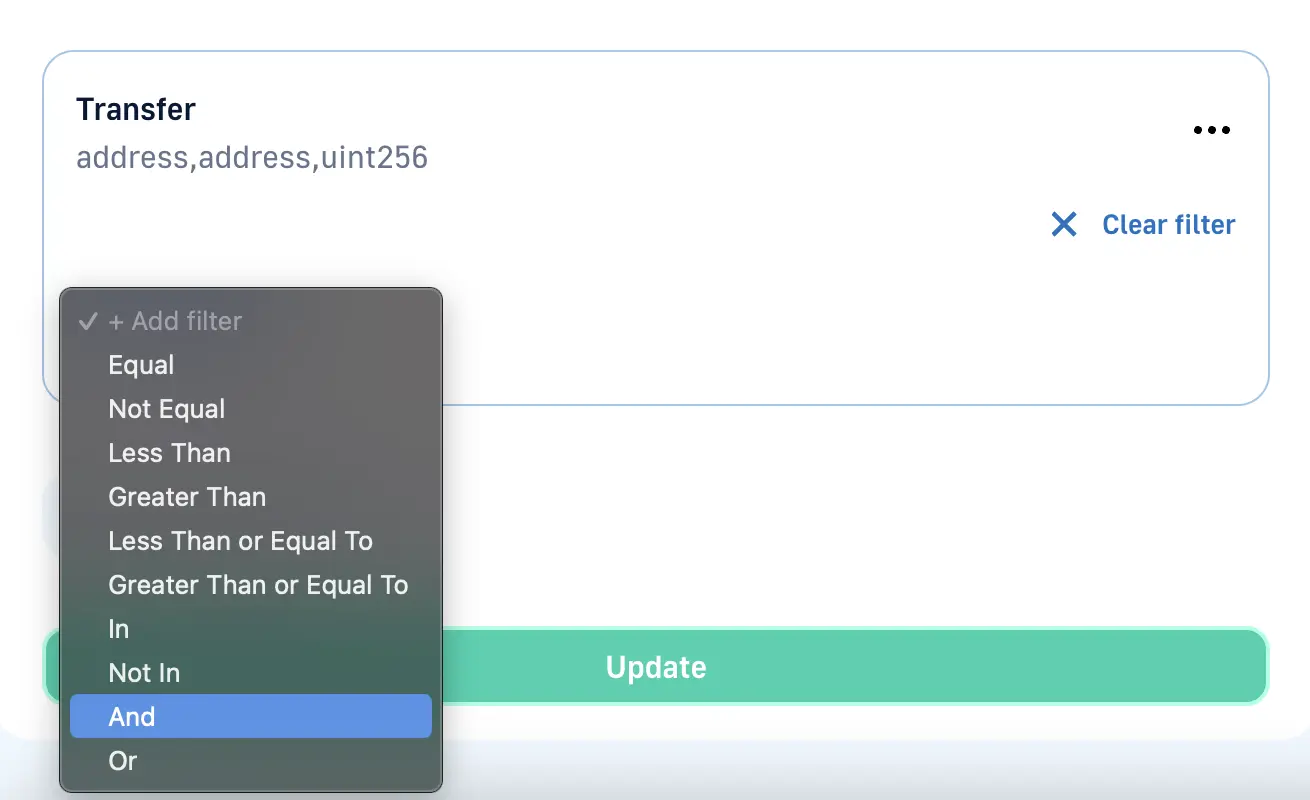 Transfer
address,address,uint256
Clear filter
+ Add filter
Equal
Not Equal
Less Than
Greater Than
Less Than or Equal To
Greater Than or Equal To
In
Not In
And
Or
Update